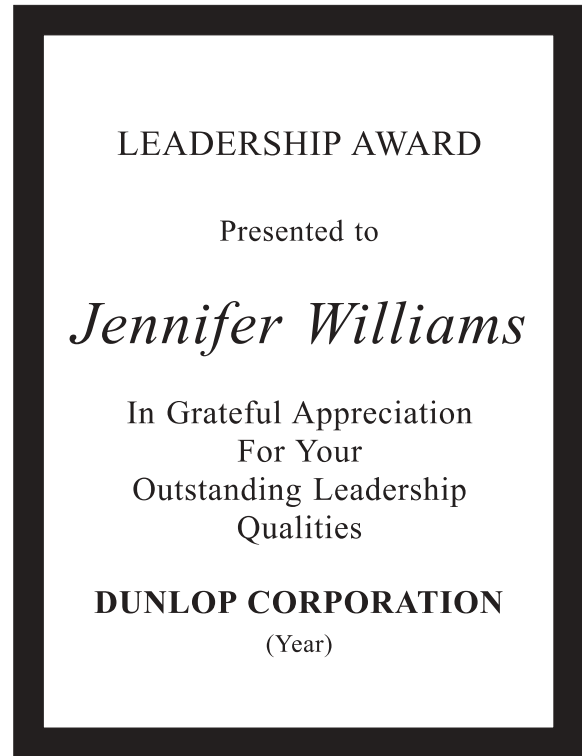 LEADERSHIP AWARD
Presented to
Jennifer Williams
In Grateful Appreciation
For Your
Outstanding Leadership
Qualities
DUNLOP CORPORATION
(Year)